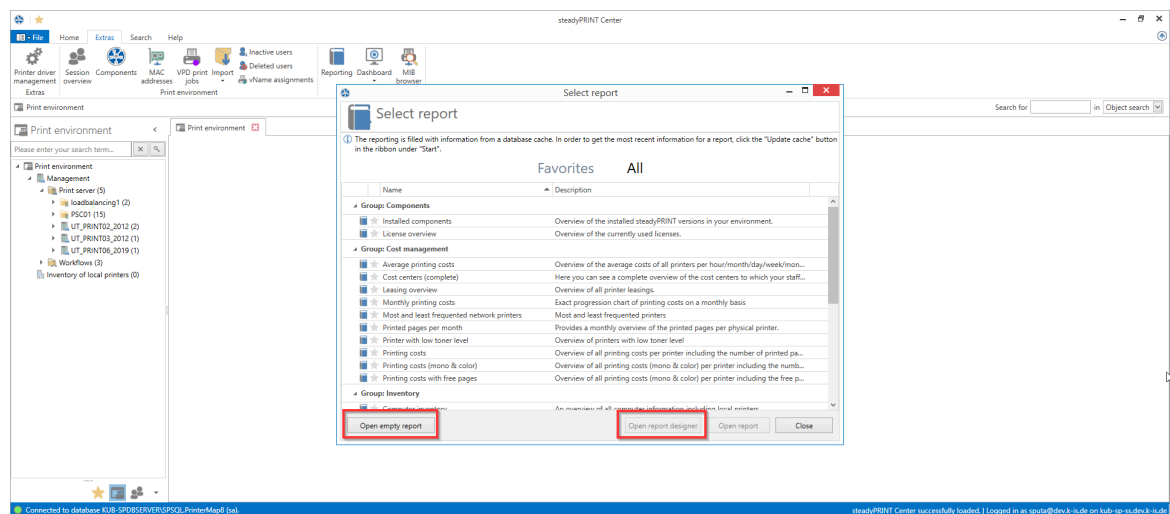 steadyPRINT Center
File Home Extras Search Help
Printer driver management
Session overview
Components
MAC addresses
VPD print jobs
Import
Inactive users
Deleted users
vName assignments
Reporting
Dashboard
MIB browser
Extras
Print environment
Print environment
Search for in Object search
Print environment
Print environment
Please enter your search term...
Print environment
Management
Print server (5)
loadbalancing1 (2)
PSC01 (15)
UT_PRINT02_2012 (2)
UT_PRINT03_2012 (1)
UT_PRINT06_2019 (1)
Workflows (3)
Inventory of local printers (0)
Select report
Select report
The reporting is filled with information from a database cache. In order to get the most recent information for a report, click the "Update cache" button
in the ribbon under "Start".
Favorites All
Name Description
Group: Components
Installed components Overview of the installed steadyPRINT versions in your environment.
License overview Overview of the currently used licenses.
Group: Cost management
Average printing costs Overview of the average costs of all printers per hour/month/day/week/mon...
Cost centers (complete) Here you can see a complete overview of the cost centers to which your staff...
Leasing overview Overview of all printer leasings.
Monthly printing costs Exact progression chart of printing costs on a monthly basis
Most and least frequented network printers Most and least frequented printers
Printed pages per month Provides a monthly overview of the printed pages per physical printer.
Printer with low toner level Overview of printers with low toner level
Printing costs Overview of all printing costs per printer including the number of printed pa...
Printing costs (mono & color) Overview of all printing costs (mono & color) per printer including the numb...
Printing costs with free pages Overview of all printing costs (mono & color) per printer including the free p...
Group: Inventory
Computer inventory An overview of all computer information including local printers
Open empty report Open report designer Open report Close
Connected to database KUB-SPDBSERVER\SPSQL.PrinterMap8 (sa). steadyPRINT Center successfully loaded. | Logged in as sputa@dev.k-is.de on kub-sp-ss.dev.k-is.de